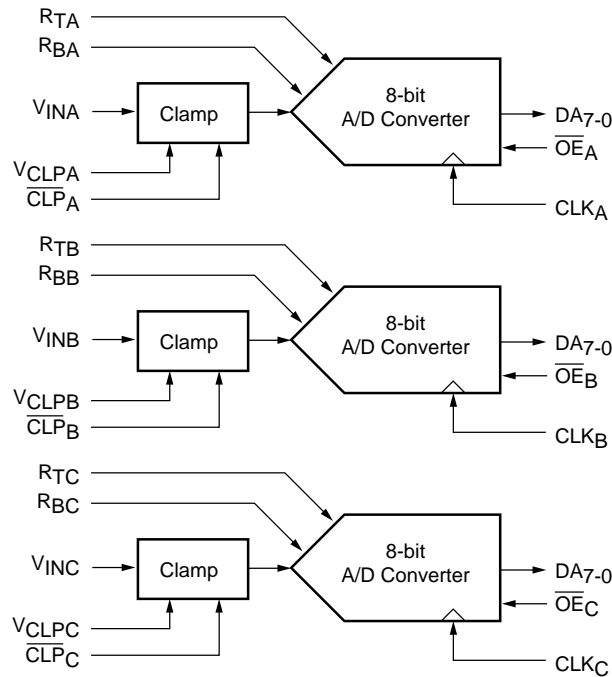 RTA
RBA
8-bit
A/D Converter
VINA
Clamp
DA7-0
OEA
VCLPA
CLPA
CLKA
RTB
RBB
8-bit
A/D Converter
VINB
Clamp
DA7-0
OEB
VCLPB
CLPB
CLKB
RTC
RBC
8-bit
A/D Converter
VINC
Clamp
DA7-0
OEC
VCLPC
CLPC
CLKC